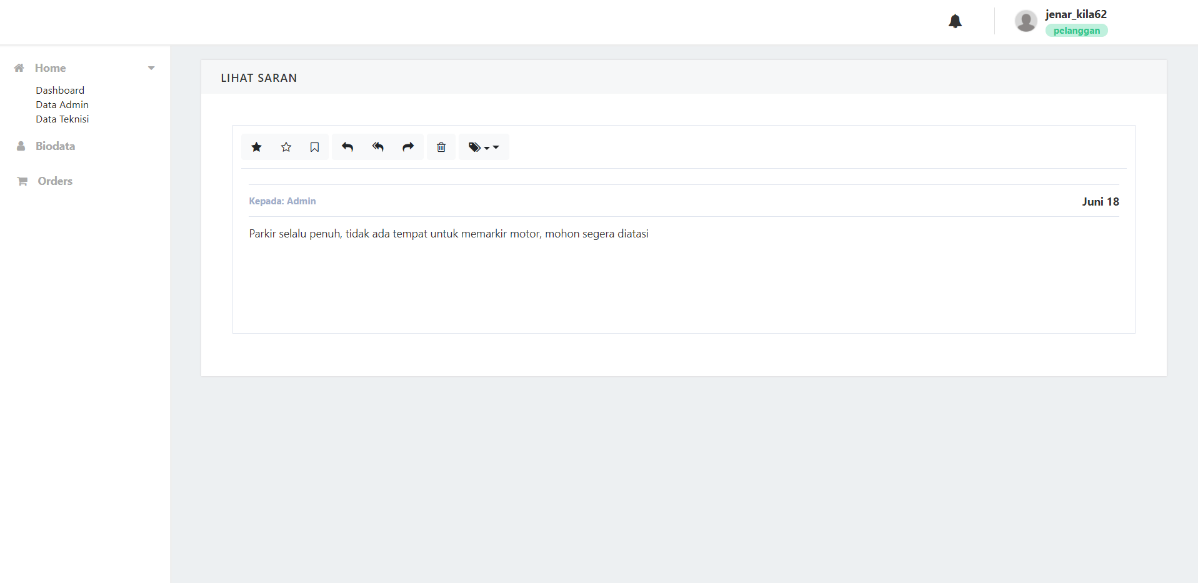 jenar_kila62
pelanggan
Home
Dashboard
Data Admin
Data Teknisi
Biodata
Orders
LIHAT SARAN
Kepada: Admin
Juni 18
Parkir selalu penuh, tidak ada tempat untuk memarkir motor, mohon segera diatasi